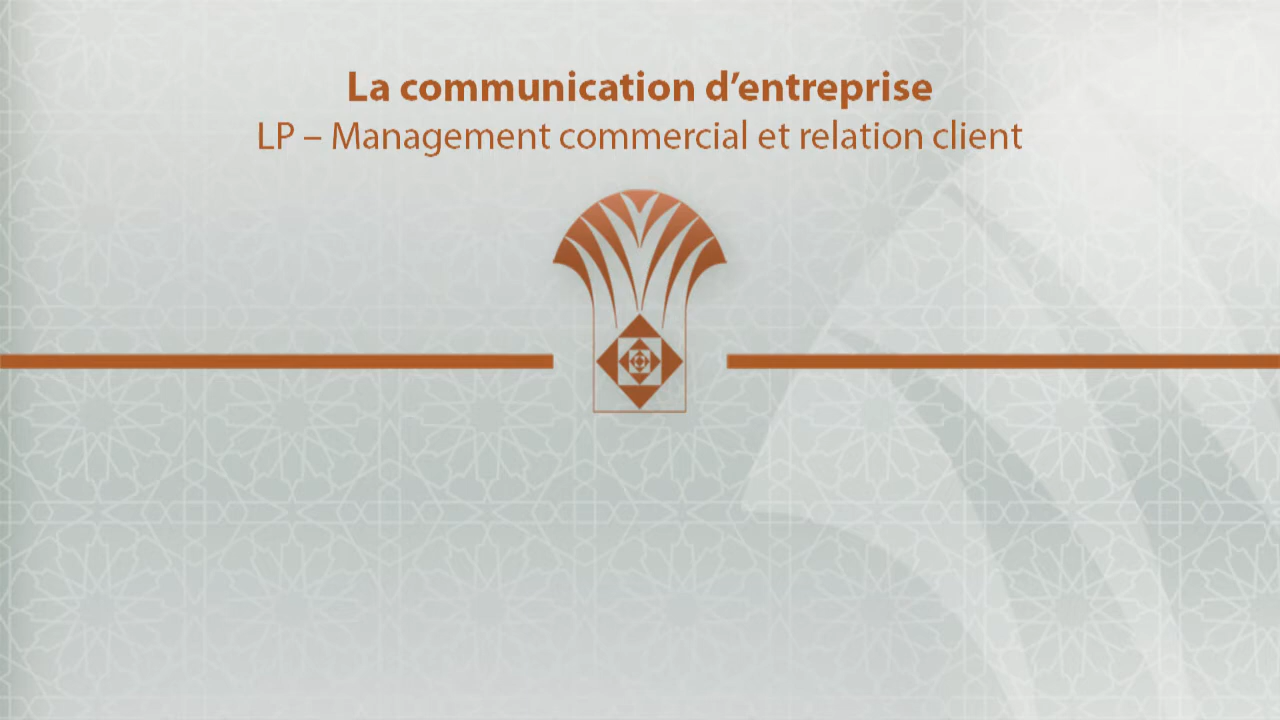 La communication d’entreprise
LP – Management commercial et relation client